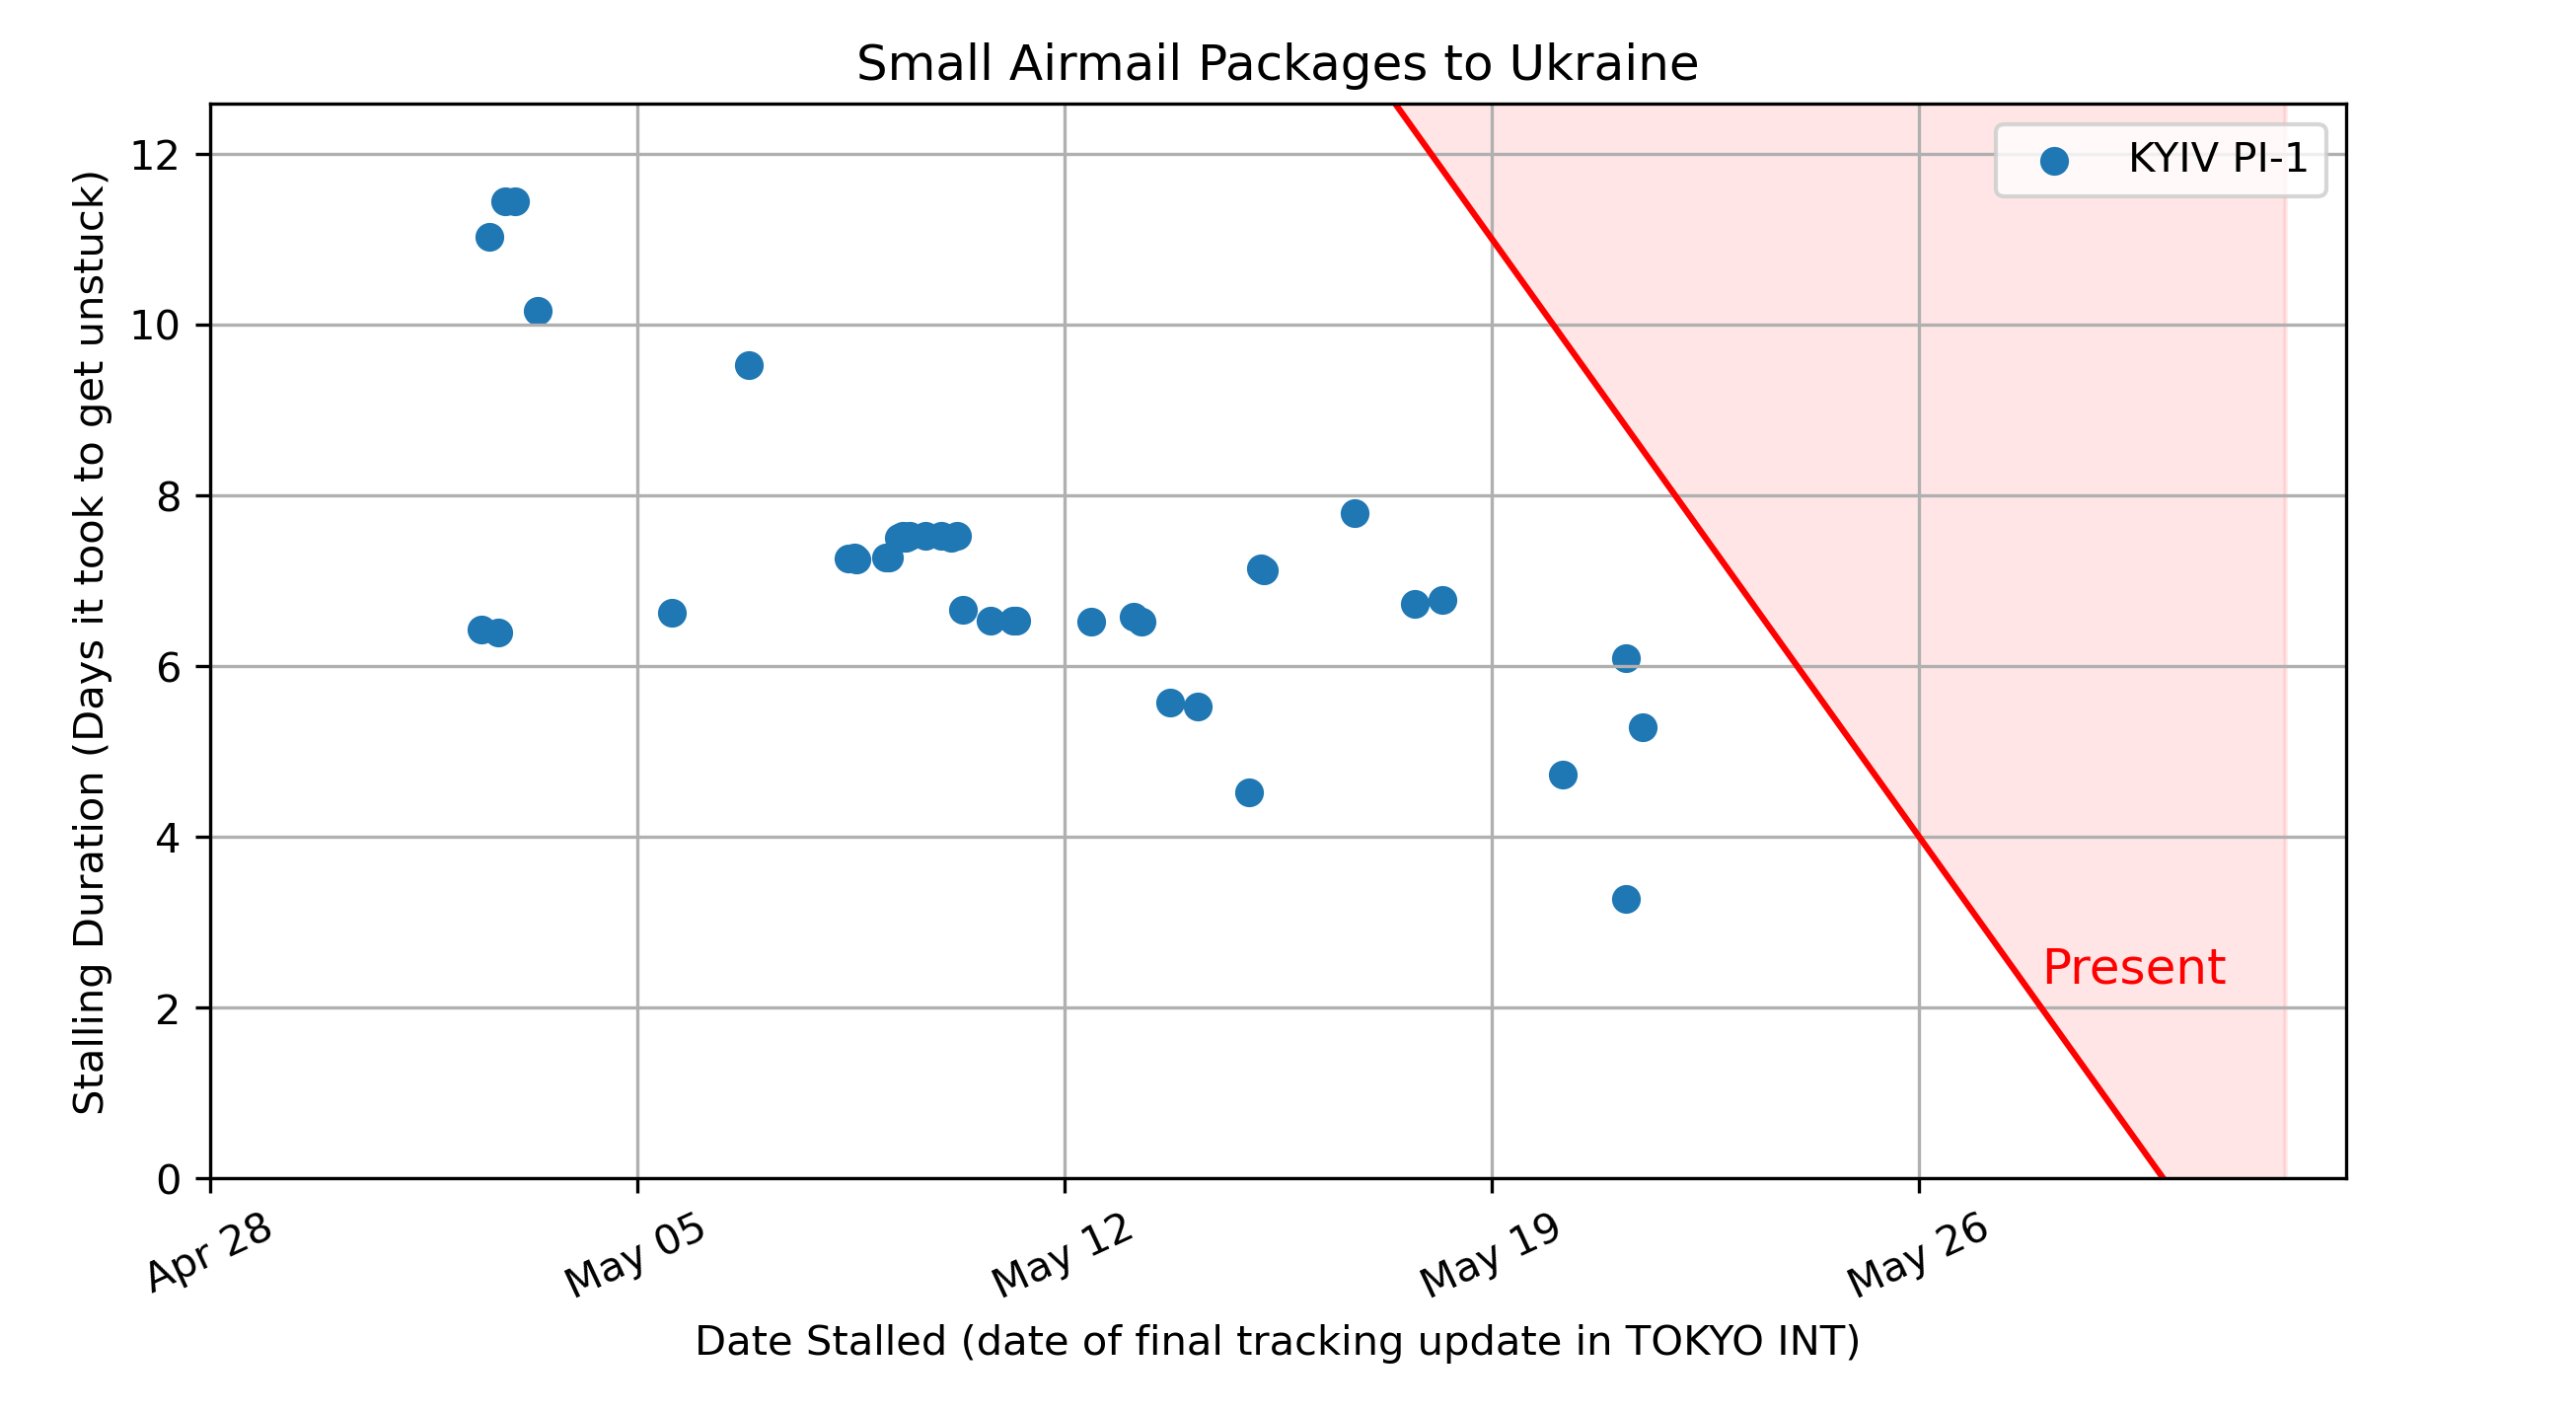 Small Airmail Packages to Ukraine
KYIV PI-1
12
10
8
6
4
2
0
Stalling Duration (Days it took to get unstuck)
Present
Apr 28
May 05
May 12
May 19
May 26
Date Stalled (date of final tracking update in TOKYO INT)